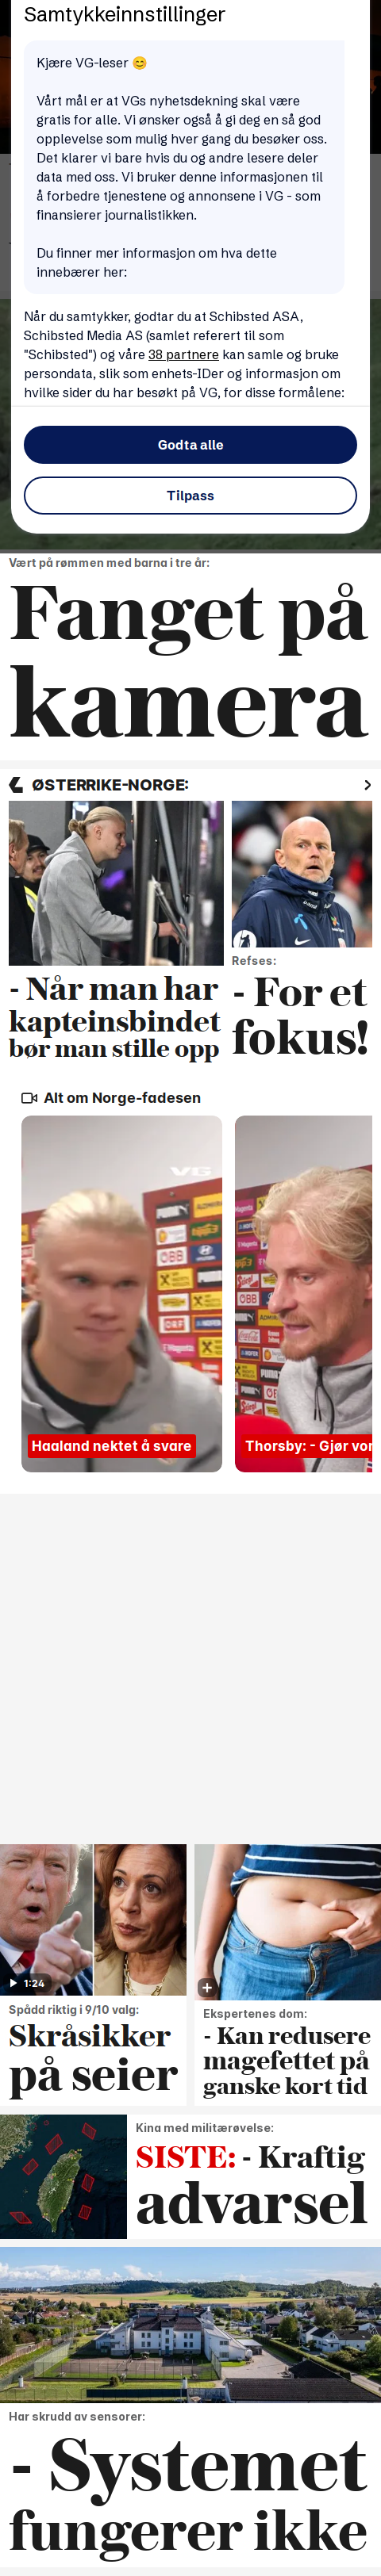 Samtykkeinnstillinger
Kjære VG-leser 😊
Vårt mål er at VGs nyhetsdekning skal være
gratis for alle. Vi ønsker også å gi deg en så god
opplevelse som mulig hver gang du besøker oss.
Det klarer vi bare hvis du og andre lesere deler
data med oss. Vi bruker denne informasjonen til
å forbedre tjenestene og annonsene i VG - som
finansierer journalistikken.
Du finner mer informasjon om hva dette
innebærer her:
Når du samtykker, godtar du at Schibsted ASA,
Schibsted Media AS (samlet referert til som
"Schibsted") og våre 38 partnere kan samle og bruke
persondata, slik som enhets-IDer og informasjon om
hvilke sider du har besøkt på VG, for disse formålene:
Godta alle
Tilpass
Vært på rømmen med barna i tre år:
Fanget på
kamera
ØSTERRIKE-NORGE:
- Når man har
kapteinsbindet
bør man stille opp
Refses:
- For et
fokus!
Alt om Norge-fadesen
VG
ÖBB
ORF
Haaland nektet å svare
Thorsby: - Gjør vor
1:24
Spådd riktig i 9/10 valg:
Skråsikker
på seier
Ekspertenes dom:
- Kan redusere
magefettet på
ganske kort tid
Kina med militærøvelse:
SISTE: - Kraftig
advarsel
Har skrudd av sensorer:
- Systemet
fungerer ikke